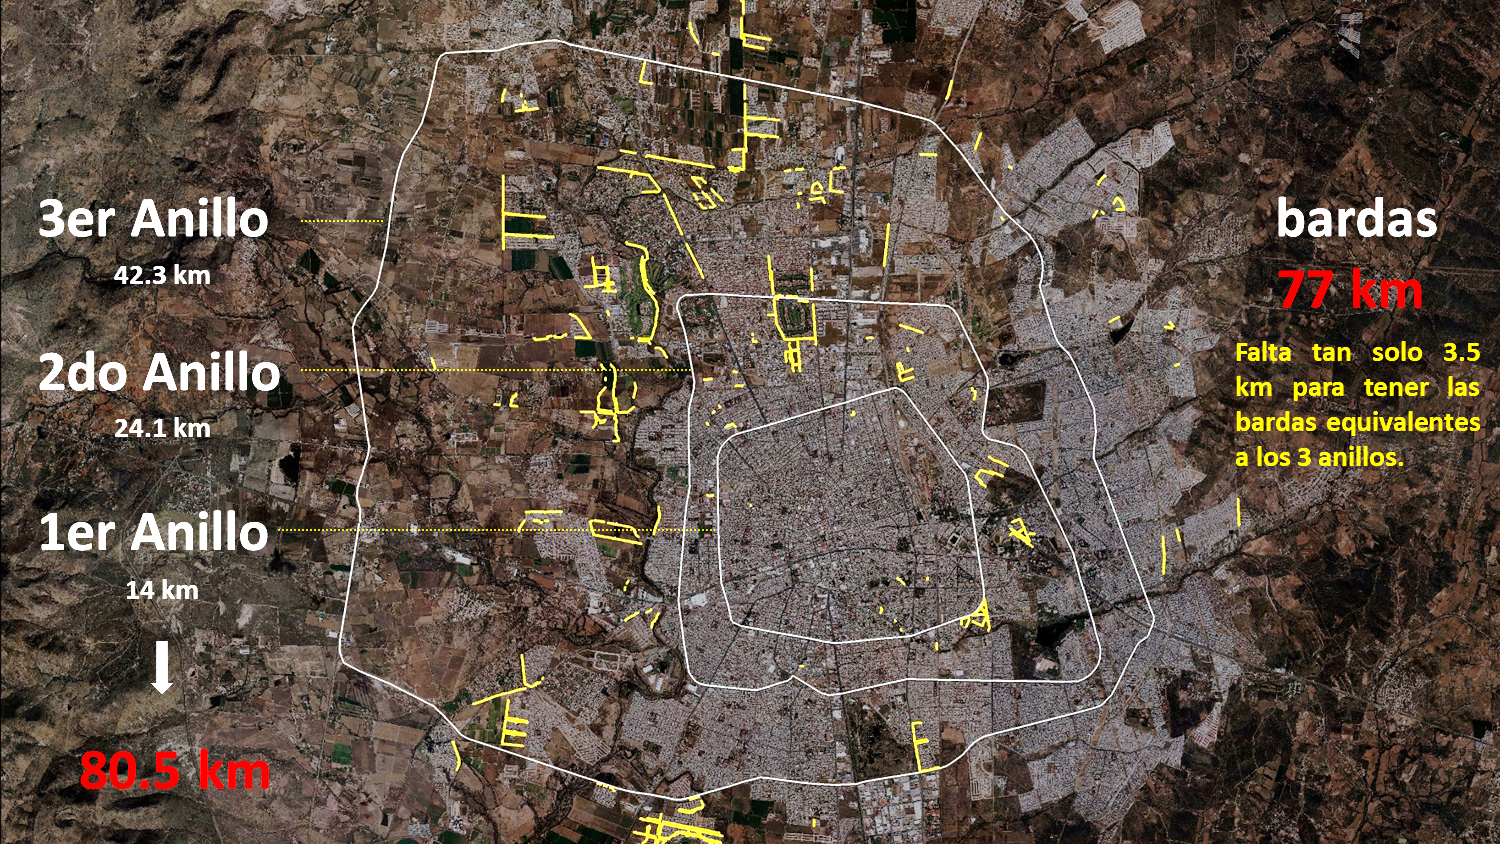 3er Anillo
42.3 km
2do Anillo
24.1 km
1er Anillo
14 km
80.5 km
bardas
77 km
Falta tan solo 3.5
km para tener las
bardas equivalentes
a los 3 anillos.